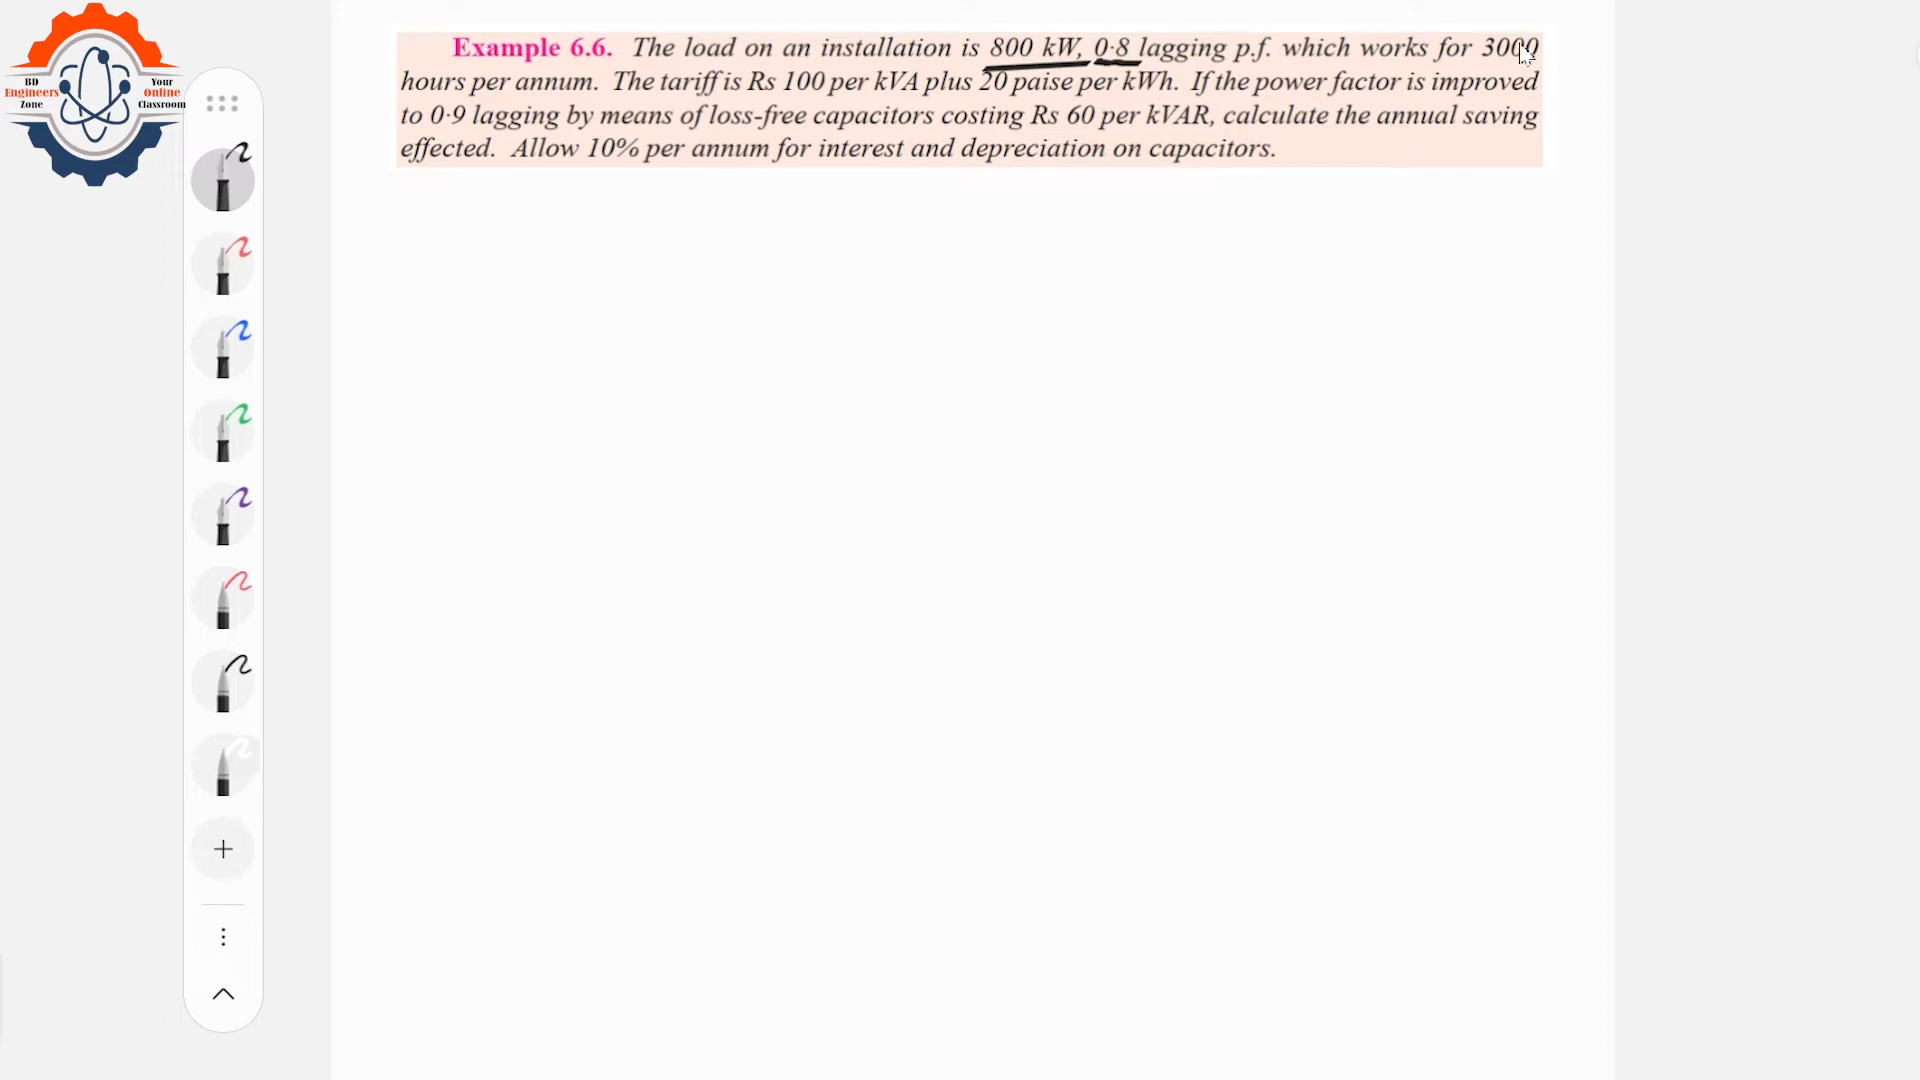 BD
Engineers
Zone
Your
Online
Classroom
Example 6.6. The load on an installation is 800 kW, 0·8 lagging p.f. which works for 3000
hours per annum. The tariff is Rs 100 per kVA plus 20 paise per kWh. If the power factor is improved
to 0·9 lagging by means of loss-free capacitors costing Rs 60 per kVAR, calculate the annual saving
effected. Allow 10% per annum for interest and depreciation on capacitors.